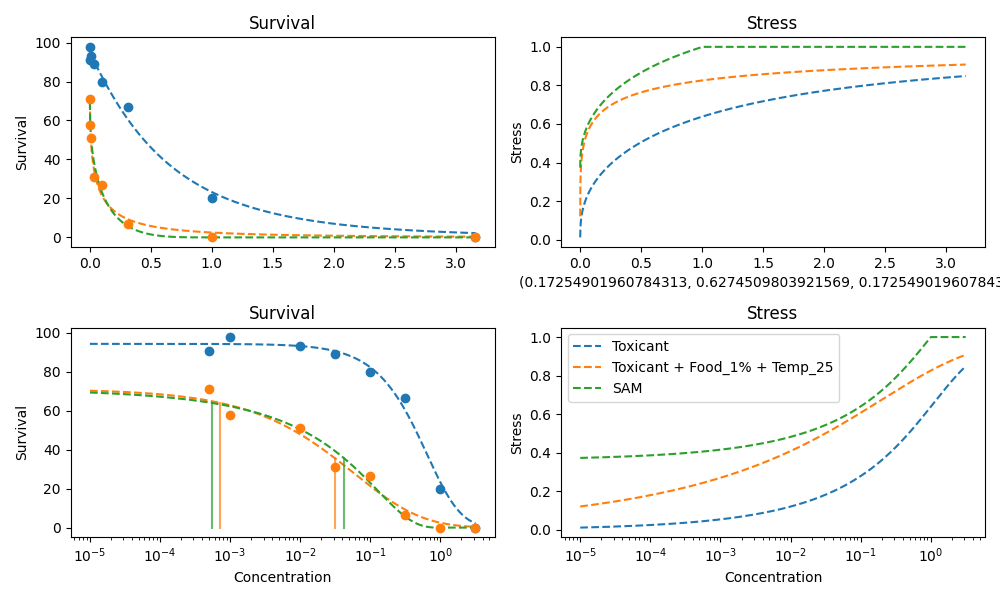 Survival
Survival
100
80
60
40
20
0
0.0 0.5 1.0 1.5 2.0 2.5 3.0
Stress
Stress
1.0
0.8
0.6
0.4
0.2
0.0
0.0 0.5 1.0 1.5 2.0 2.5 3.0
(0.17254901960784313, 0.6274509803921569, 0.172549019607843
Survival
Survival
100
80
60
40
20
0
10⁻⁵ 10⁻⁴ 10⁻³ 10⁻² 10⁻¹ 10⁰
Concentration
Stress
Stress
1.0
0.8
0.6
0.4
0.2
0.0
Toxicant
Toxicant + Food_1% + Temp_25
SAM
10⁻⁵ 10⁻⁴ 10⁻³ 10⁻² 10⁻¹ 10⁰
Concentration